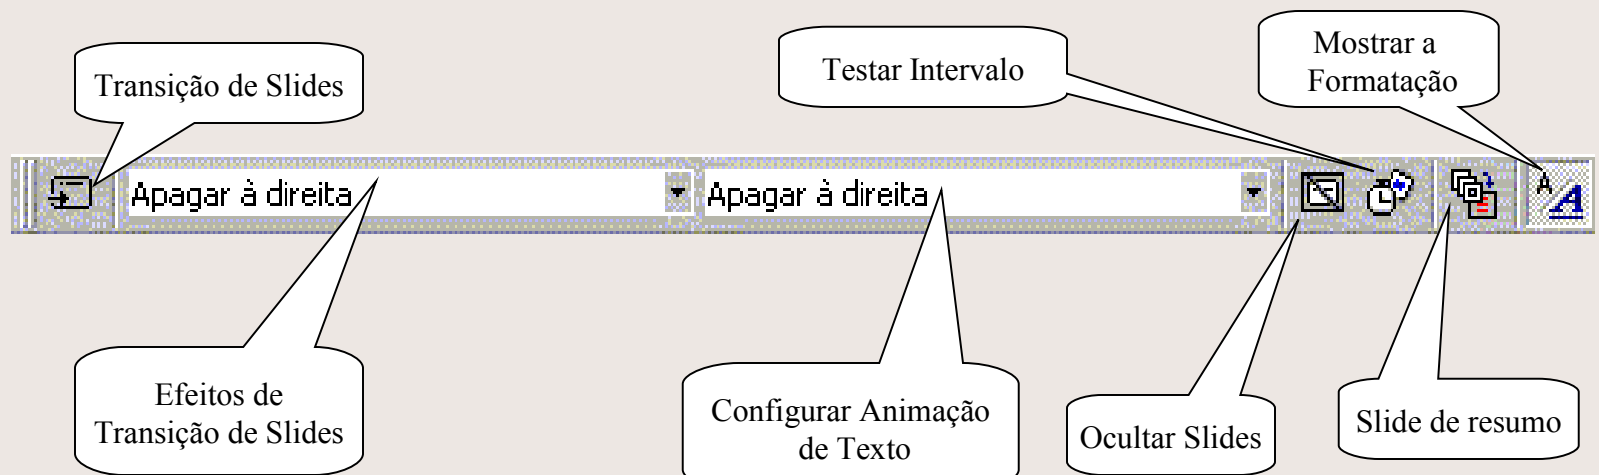 Transição de Slides
Testar Intervalo
Mostrar a
Formatação
Apagar à direita
Apagar à direita
A
A
Efeitos de
Transição de Slides
Configurar Animação
de Texto
Ocultar Slides
Slide de resumo